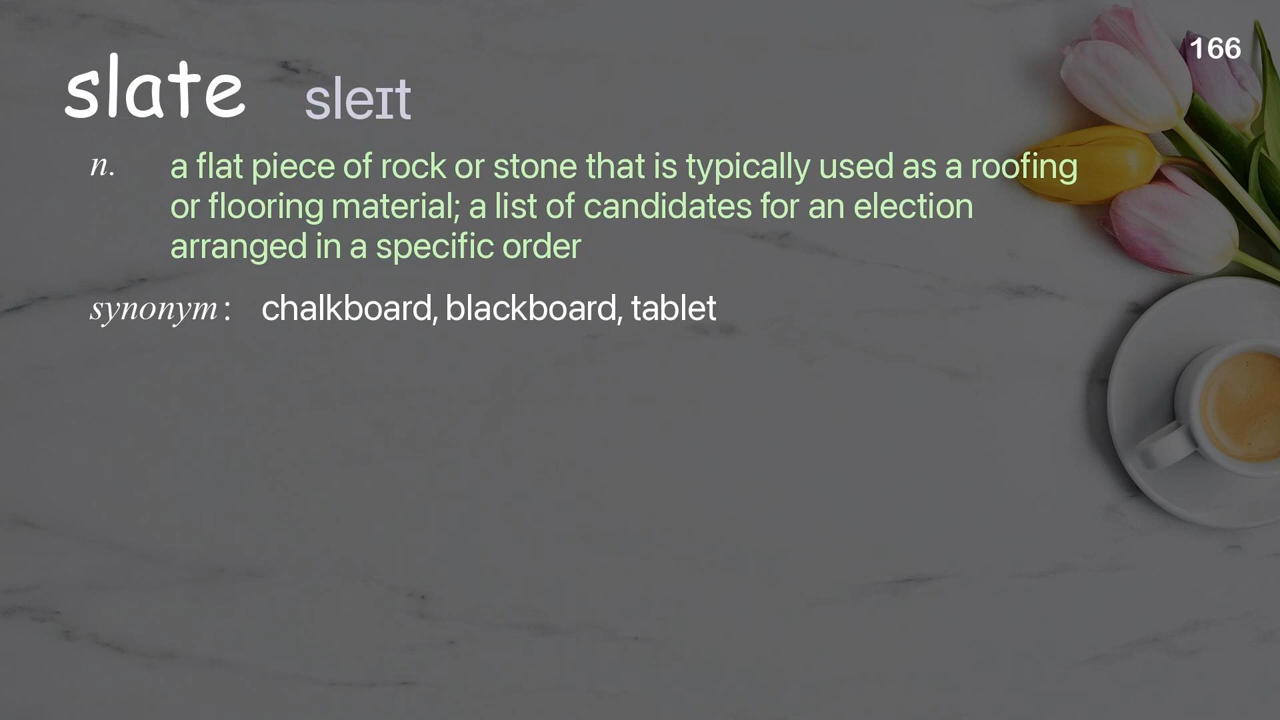 166
slate sleɪt
n. a flat piece of rock or stone that is typically used as a roofing
or flooring material; a list of candidates for an election
arranged in a specific order
synonym: chalkboard, blackboard, tablet